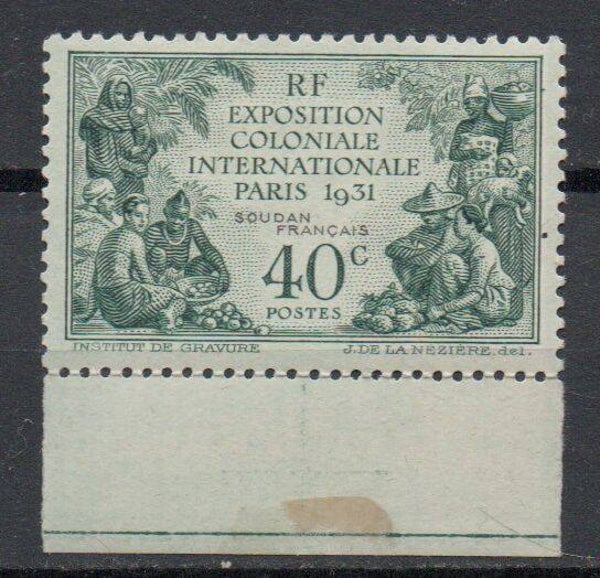 RF
EXPOSITION
COLONIALE
INTERNATIONALE
PARIS 1931
SOUDAN
FRANÇAIS
40c
POSTES
INSTITUT DE GRAVURE J. DE LA NEZIÈRE. del.